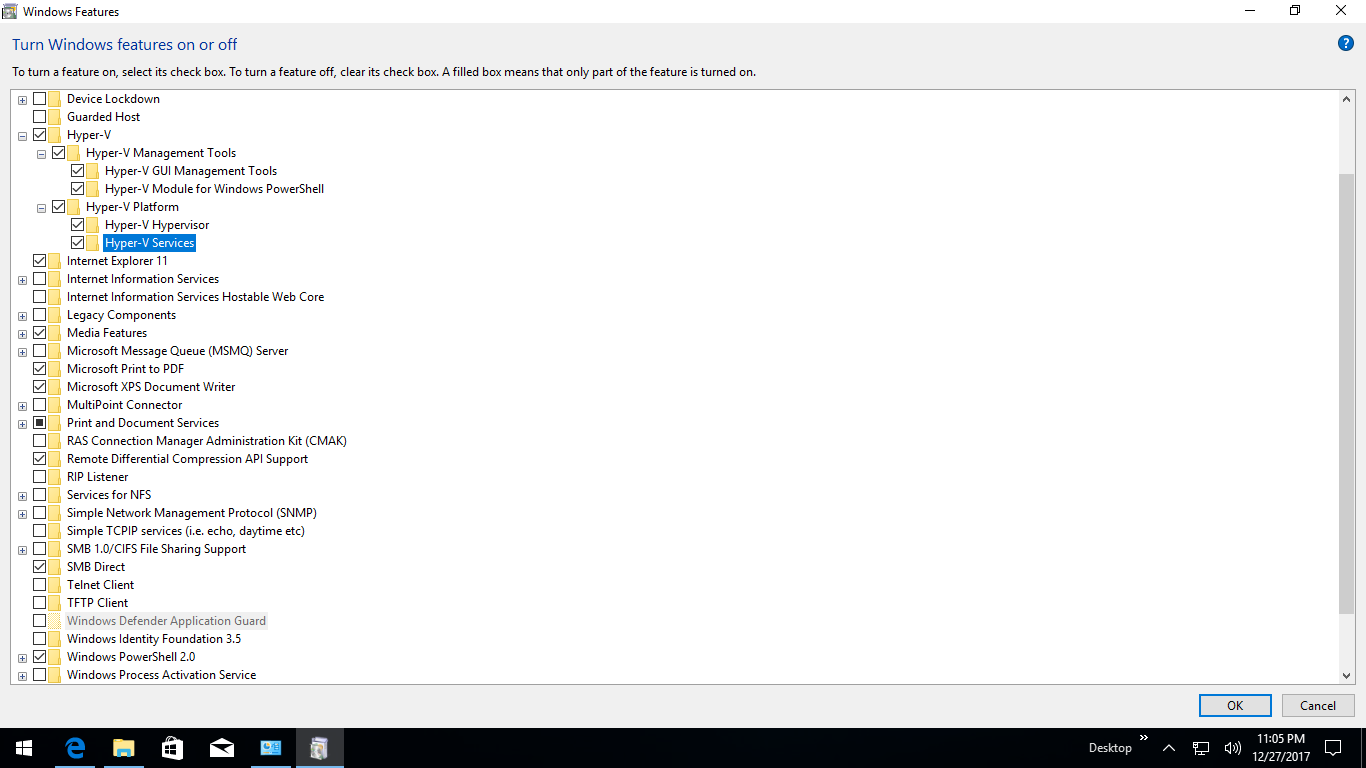 Windows Features
Turn Windows features on or off
To turn a feature on, select its check box. To turn a feature off, clear its check box. A filled box means that only part of the feature is turned on.
Device Lockdown
Guarded Host
Hyper-V
Hyper-V Management Tools
Hyper-V GUI Management Tools
Hyper-V Module for Windows PowerShell
Hyper-V Platform
Hyper-V Hypervisor
Hyper-V Services
Internet Explorer 11
Internet Information Services
Internet Information Services Hostable Web Core
Legacy Components
Media Features
Microsoft Message Queue (MSMQ) Server
Microsoft Print to PDF
Microsoft XPS Document Writer
MultiPoint Connector
Print and Document Services
RAS Connection Manager Administration Kit (CMAK)
Remote Differential Compression API Support
RIP Listener
Services for NFS
Simple Network Management Protocol (SNMP)
Simple TCPIP services (i.e. echo, daytime etc)
SMB 1.0/CIFS File Sharing Support
SMB Direct
Telnet Client
TFTP Client
Windows Defender Application Guard
Windows Identity Foundation 3.5
Windows PowerShell 2.0
Windows Process Activation Service
OK
Cancel
Desktop
11:05 PM
12/27/2017